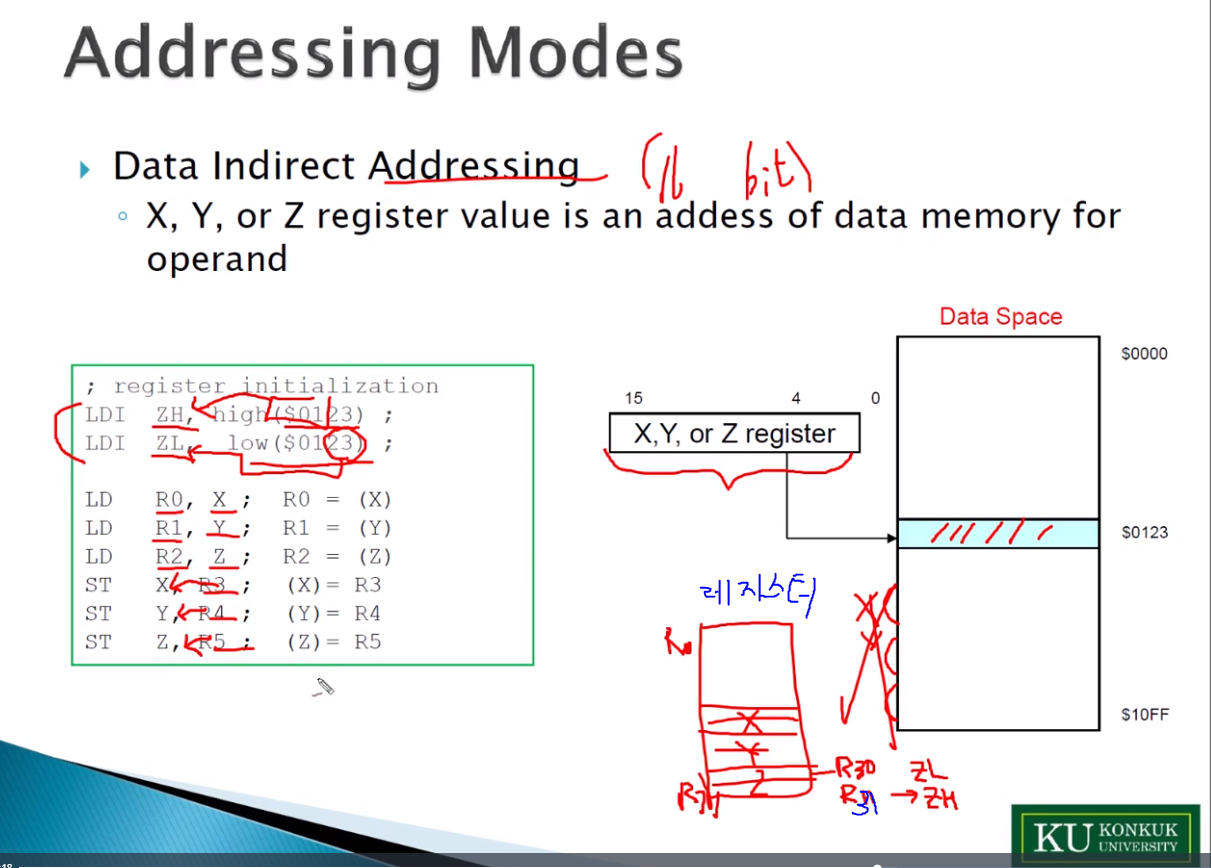 Addressing Modes
Data Indirect Addressing (16 bit)
X, Y, or Z register value is an addess of data memory for
operand
; register initialization
LDI ZH, high($0123) ;
LDI ZL, low($0123) ;
LD R0, X ; R0 = (X)
LD R1, Y ; R1 = (Y)
LD R2, Z ; R2 = (Z)
ST X, R3 ; (X)= R3
ST Y, R4 ; (Y)= R4
ST Z, R5 ; (Z)= R5
15 4 0
X,Y, or Z register
Data Space
$0000
$0123
$10FF
레지스터
R0
X
Y
Z
R31
R30 ZL
R31 → ZH
X
Y
KU KONKUK
UNIVERSITY